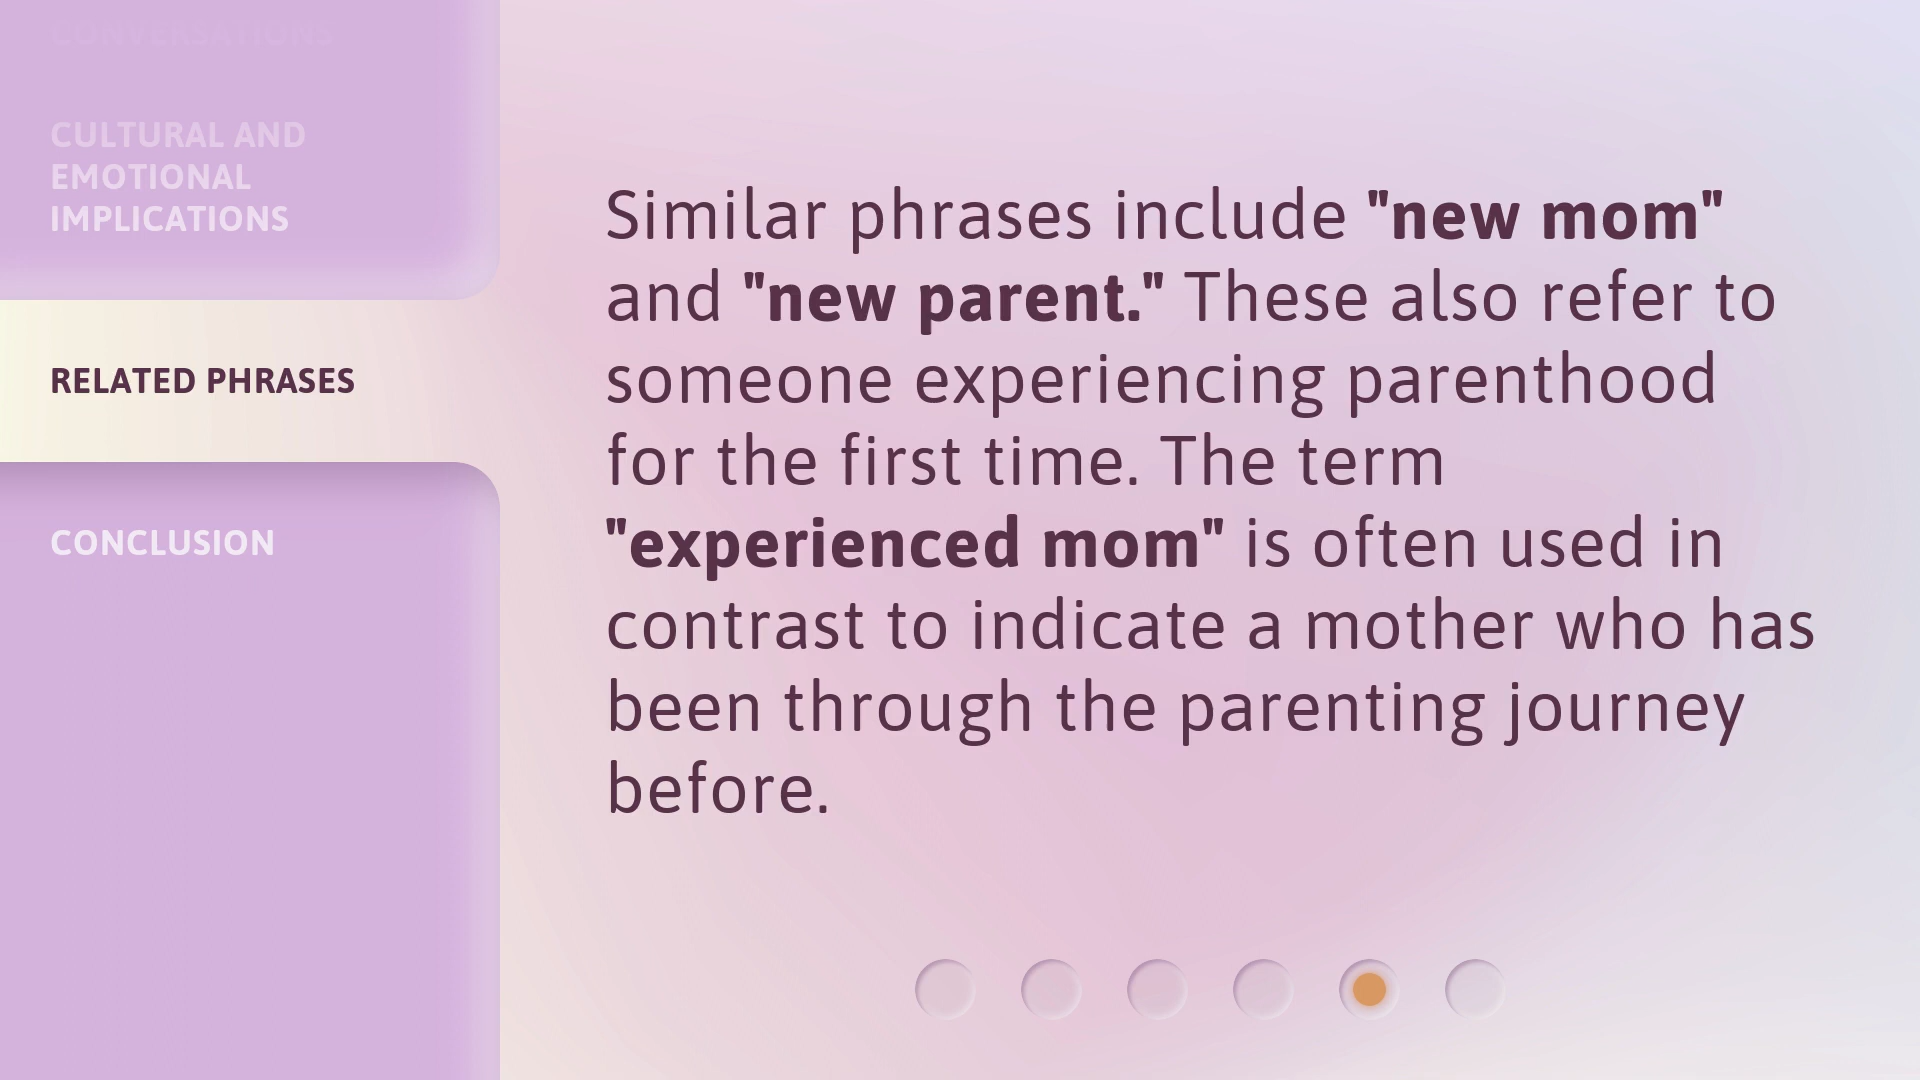 CONVERSATIONS
CULTURAL AND
EMOTIONAL
IMPLICATIONS
RELATED PHRASES
CONCLUSION
Similar phrases include "new mom"
and "new parent." These also refer to
someone experiencing parenthood
for the first time. The term
"experienced mom" is often used in
contrast to indicate a mother who has
been through the parenting journey
before.